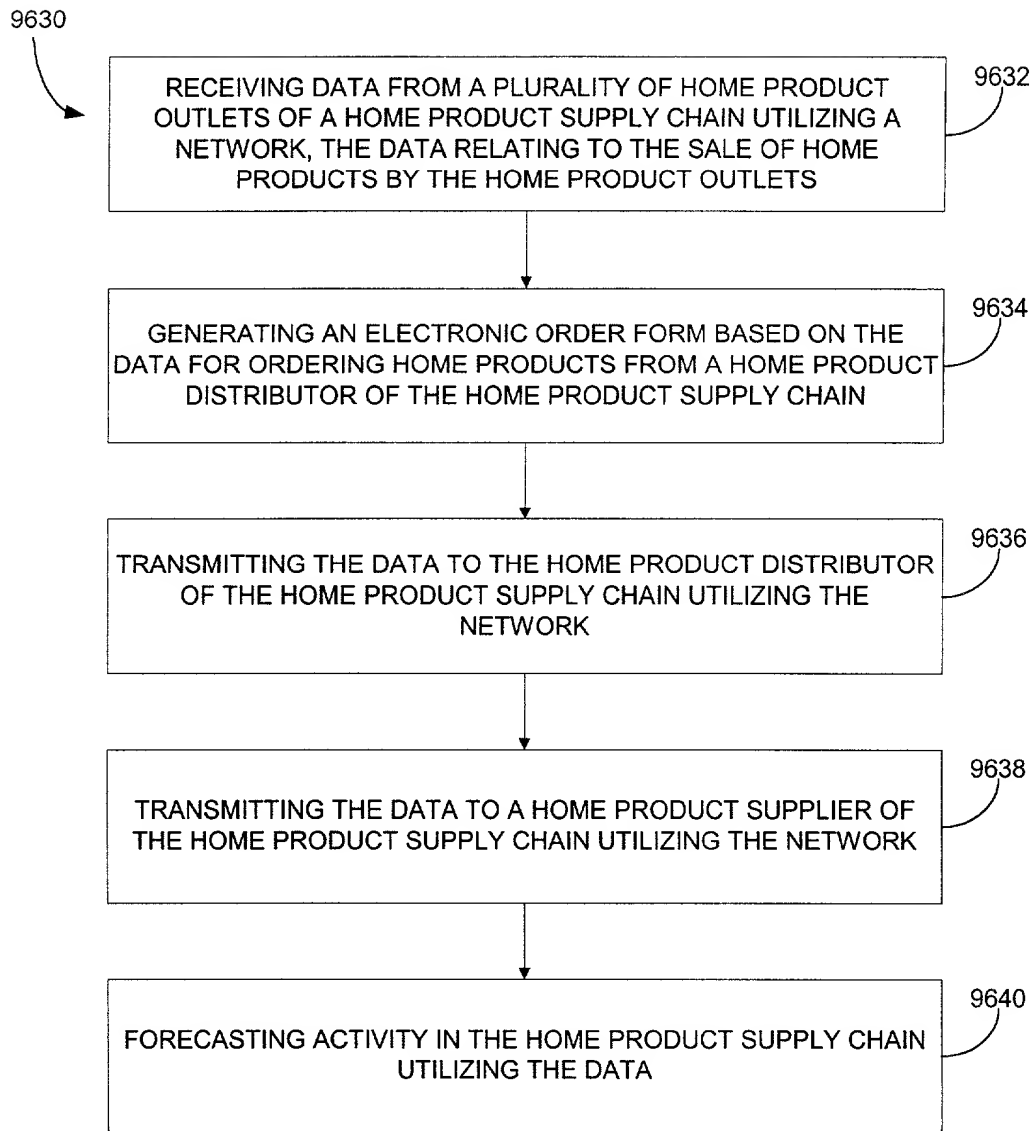 9630
RECEIVING DATA FROM A PLURALITY OF HOME PRODUCT
OUTLETS OF A HOME PRODUCT SUPPLY CHAIN UTILIZING A
NETWORK, THE DATA RELATING TO THE SALE OF HOME
PRODUCTS BY THE HOME PRODUCT OUTLETS
9632
GENERATING AN ELECTRONIC ORDER FORM BASED ON THE
DATA FOR ORDERING HOME PRODUCTS FROM A HOME PRODUCT
DISTRIBUTOR OF THE HOME PRODUCT SUPPLY CHAIN
9634
TRANSMITTING THE DATA TO THE HOME PRODUCT DISTRIBUTOR
OF THE HOME PRODUCT SUPPLY CHAIN UTILIZING THE
NETWORK
9636
TRANSMITTING THE DATA TO A HOME PRODUCT SUPPLIER OF
THE HOME PRODUCT SUPPLY CHAIN UTILIZING THE NETWORK
9638
FORECASTING ACTIVITY IN THE HOME PRODUCT SUPPLY CHAIN
UTILIZING THE DATA
9640